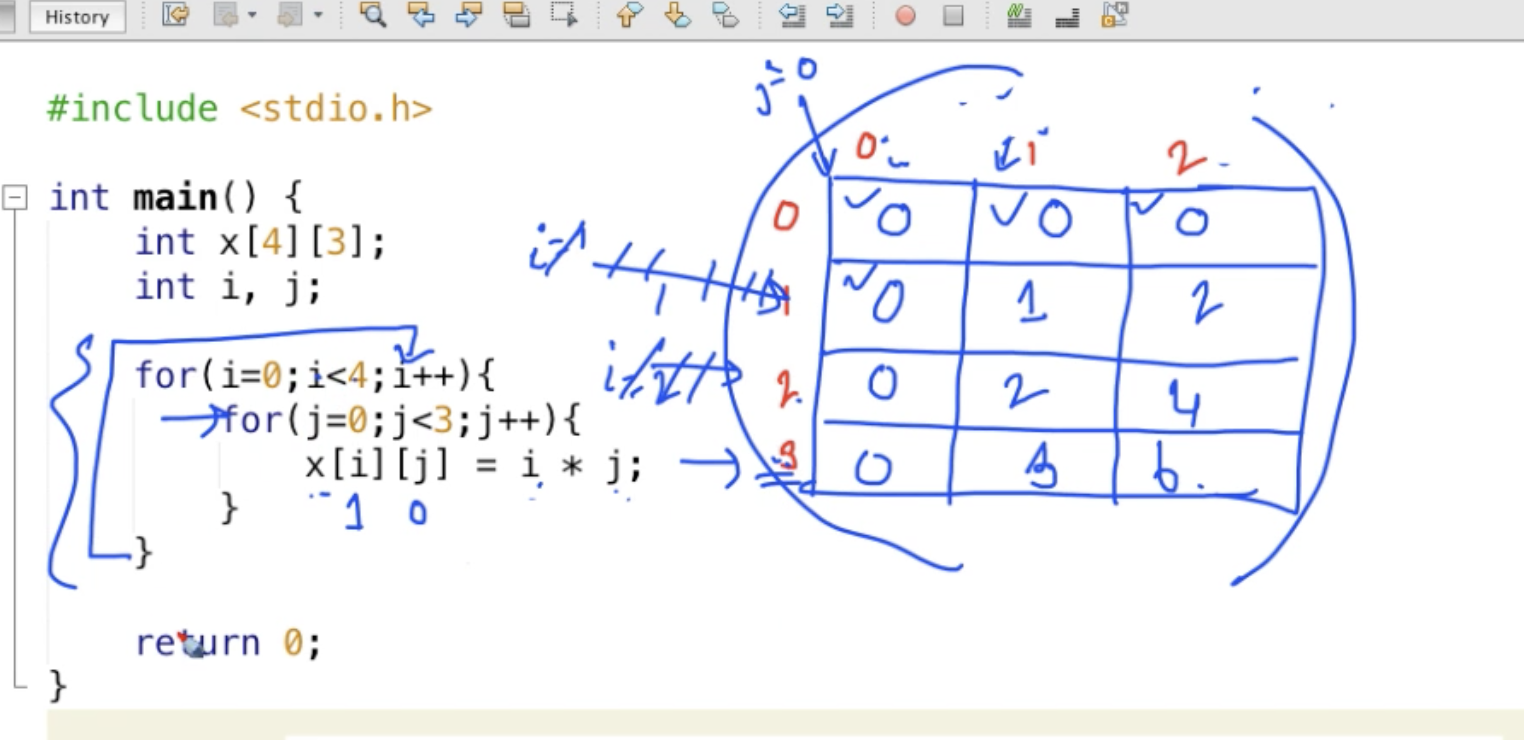 History
#include <stdio.h>
int main() {
int x[4][3];
int i, j;
for(i=0;i<4;i++){
for(j=0;j<3;j++){
x[i][j] = i * j;
}
1 0
}
return 0;
}
j=0
0 1 2
0 0 0 0
i=1
1 0 1 2
i=2
2 0 2 4
3 0 3 6